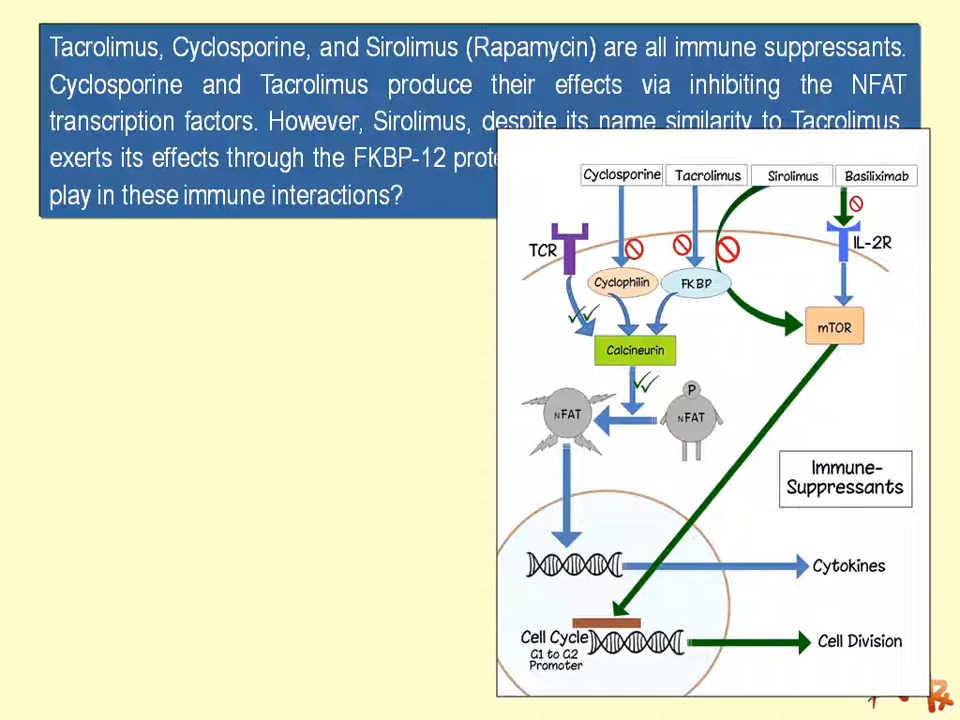 Tacrolimus, Cyclosporine, and Sirolimus (Rapamycin) are all immune suppressants.
Cyclosporine and Tacrolimus produce their effects via inhibiting the NFAT
transcription factors. However, Sirolimus, despite its name similarity to Tacrolimus,
exerts its effects through the FKBP-12
play in these immune interactions?
Cyclosporine Tacrolimus Sirolimus Basiliximab
TCR
IL-2R
Cyclophilin FKBP
mTOR
Calcineurin
P
NFAT NFAT
Immune-
Suppressants
Cytokines
Cell Cycle
G1 to G2
Promoter
Cell Division